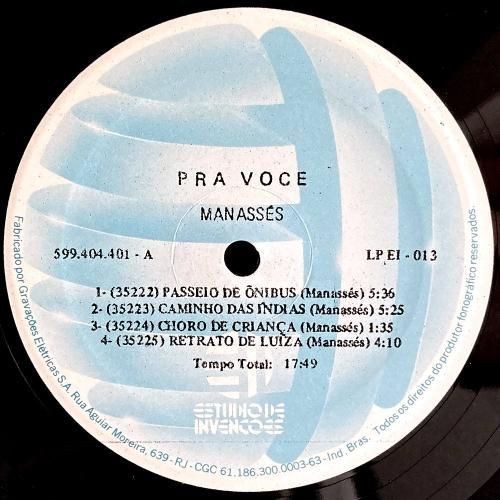 PRA VOCE
MANASSÉS
599.404.401 - A
LP EI - 013
1- (35222) PASSEIO DE ÔNIBUS (Manassés) 5:36
2- (35223) CAMINHO DAS ÍNDIAS (Manassés) 5:25
3- (35224) CHORO DE CRIANÇA (Manassés) 1:35
4- (35225) RETRATO DE LUÍZA (Manassés) 4:10
Tempo Total: 17:49
ESTUDIO DE
INVENCOES
Fabricado por Gravações Elétricas S.A. Rua Aguiar Moreira, 639 - RJ - CGC 61.186.300.0003-63 - Ind. Bras. Todos os direitos do produtor fonográfico reservados.